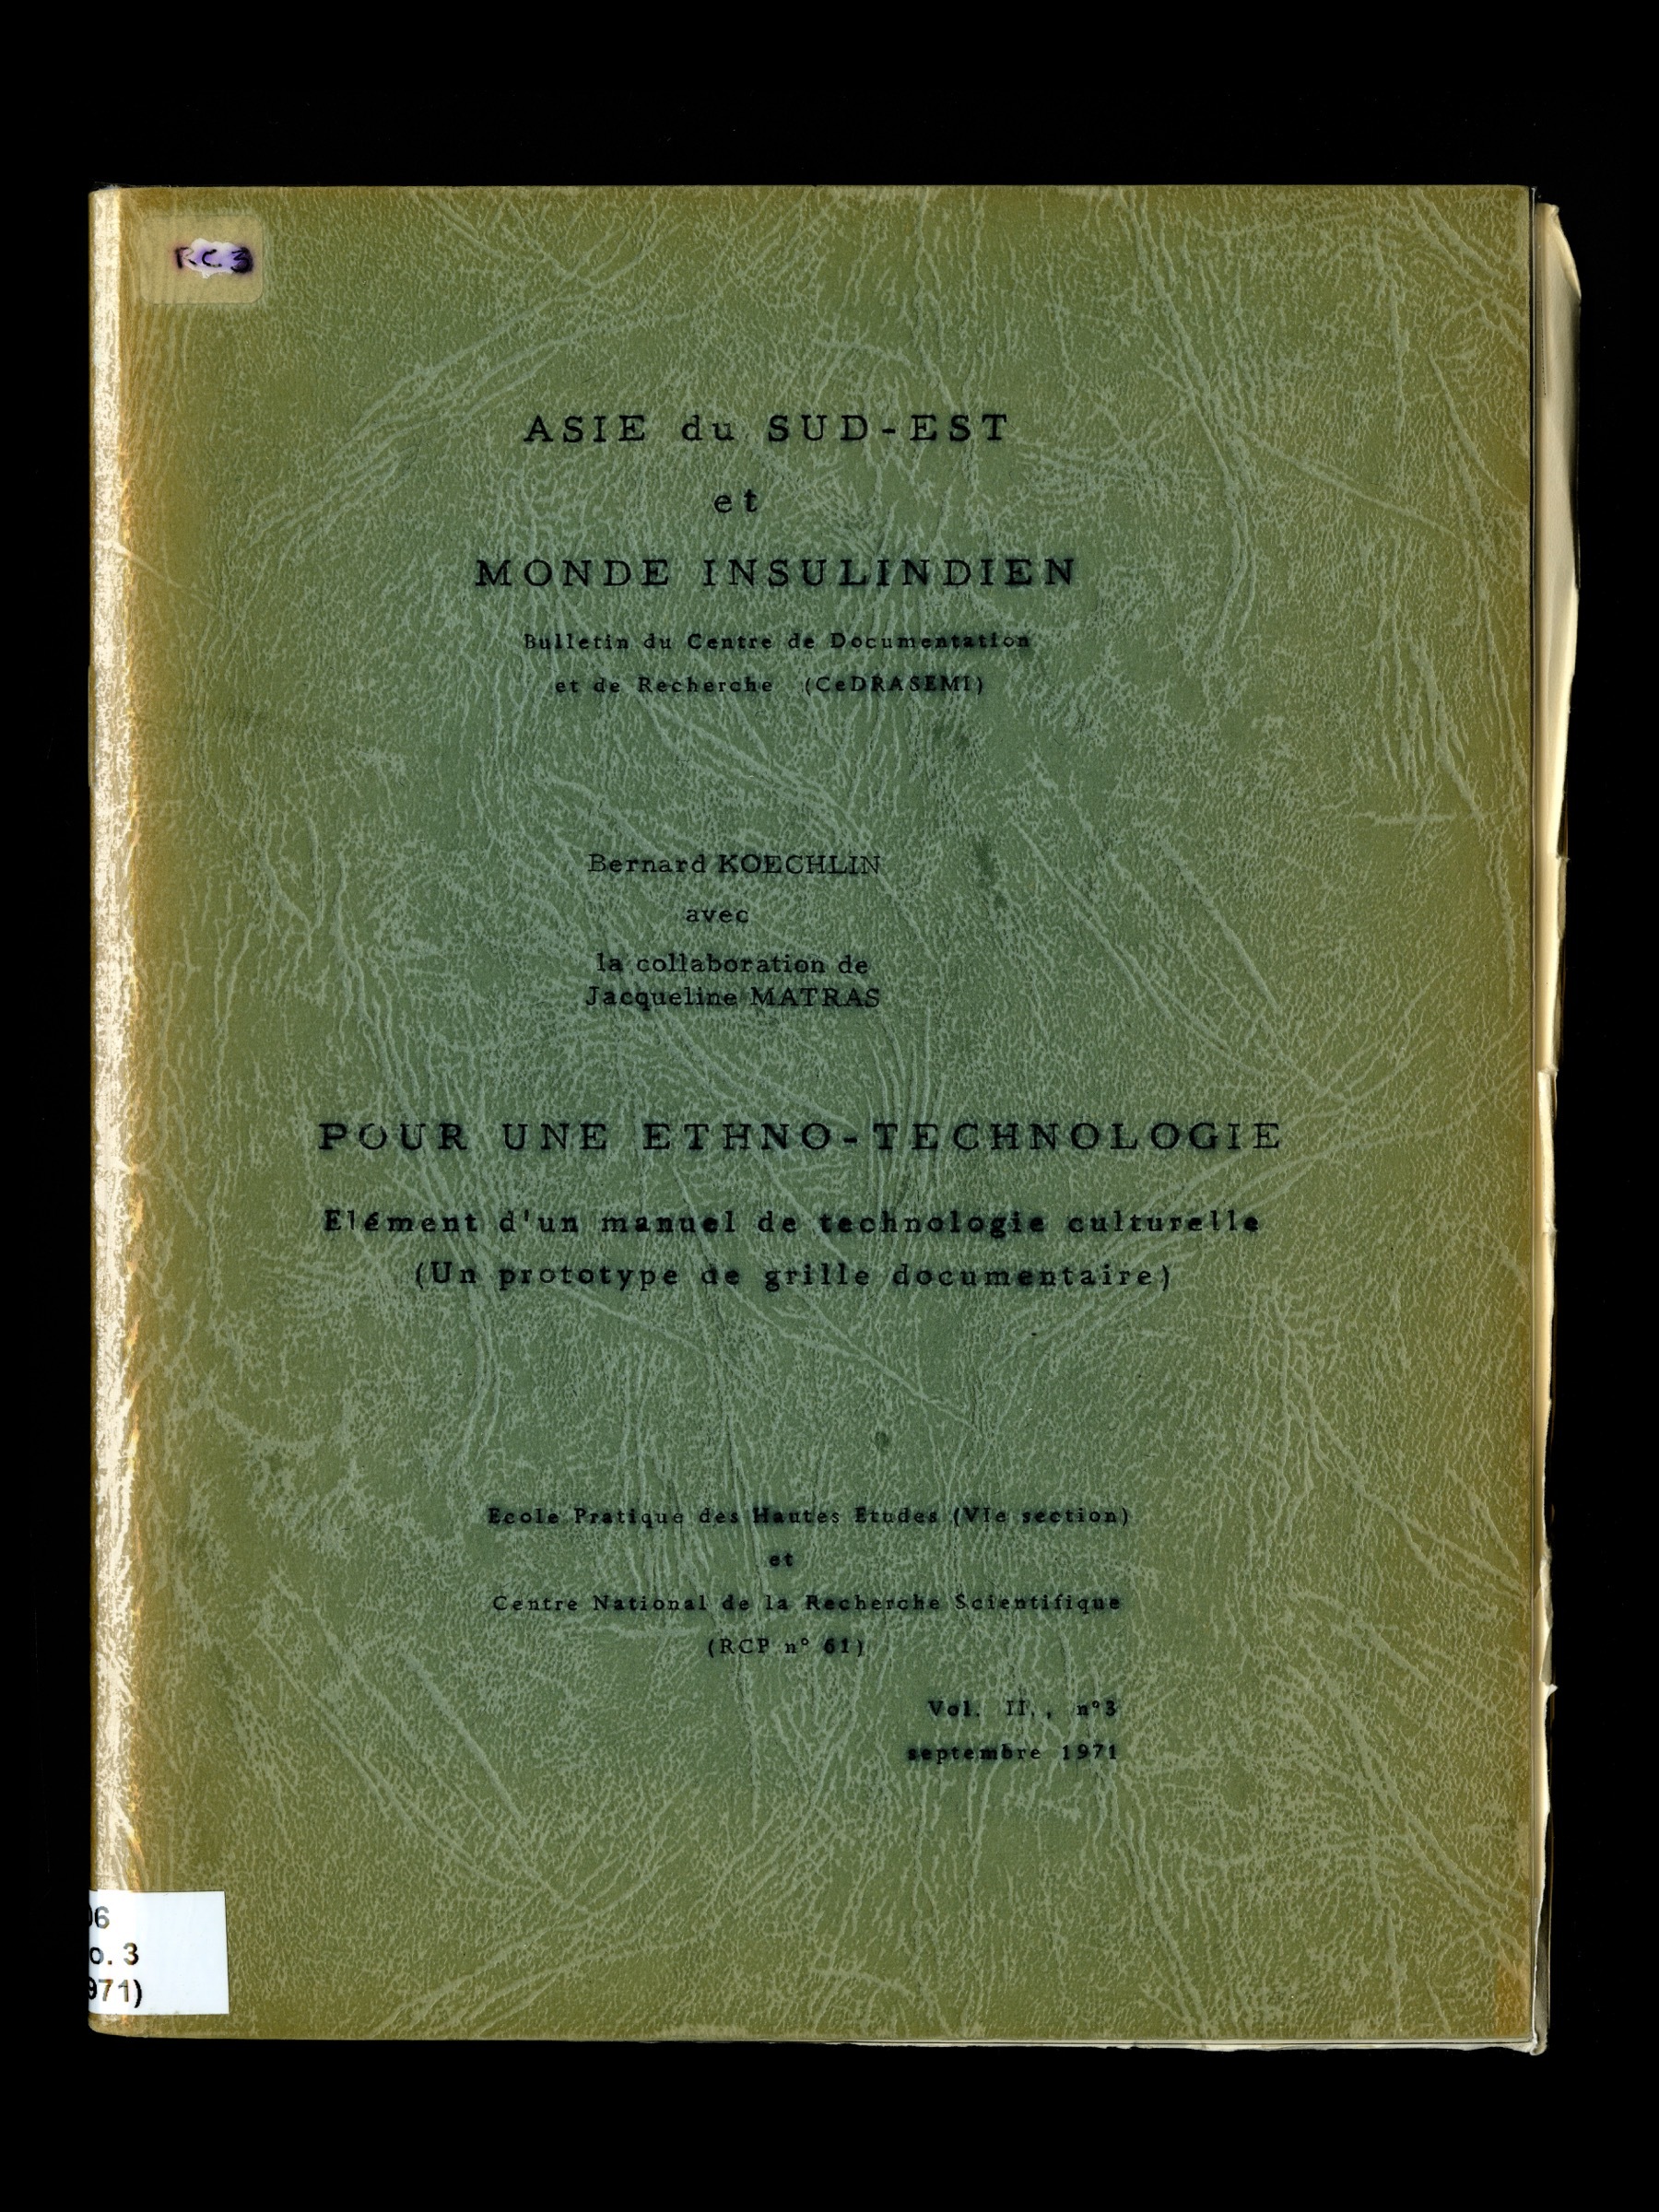 RC 3
ASIE du SUD-EST
et
MONDE INSULINDIEN
Bulletin du Centre de Documentation
et de Recherche (CeDRASEMI)
Bernard KOECHLIN
avec
la collaboration de
Jacqueline MATRAS
POUR UNE ETHNO-TECHNOLOGIE
Elément d'un manuel de technologie culturelle
(Un prototype de grille documentaire)
Ecole Pratique des Hautes Etudes (VIe section)
et
Centre National de la Recherche Scientifique
(RCP n° 61)
Vol. II, n°3
septembre 1971
06
o. 3
971)